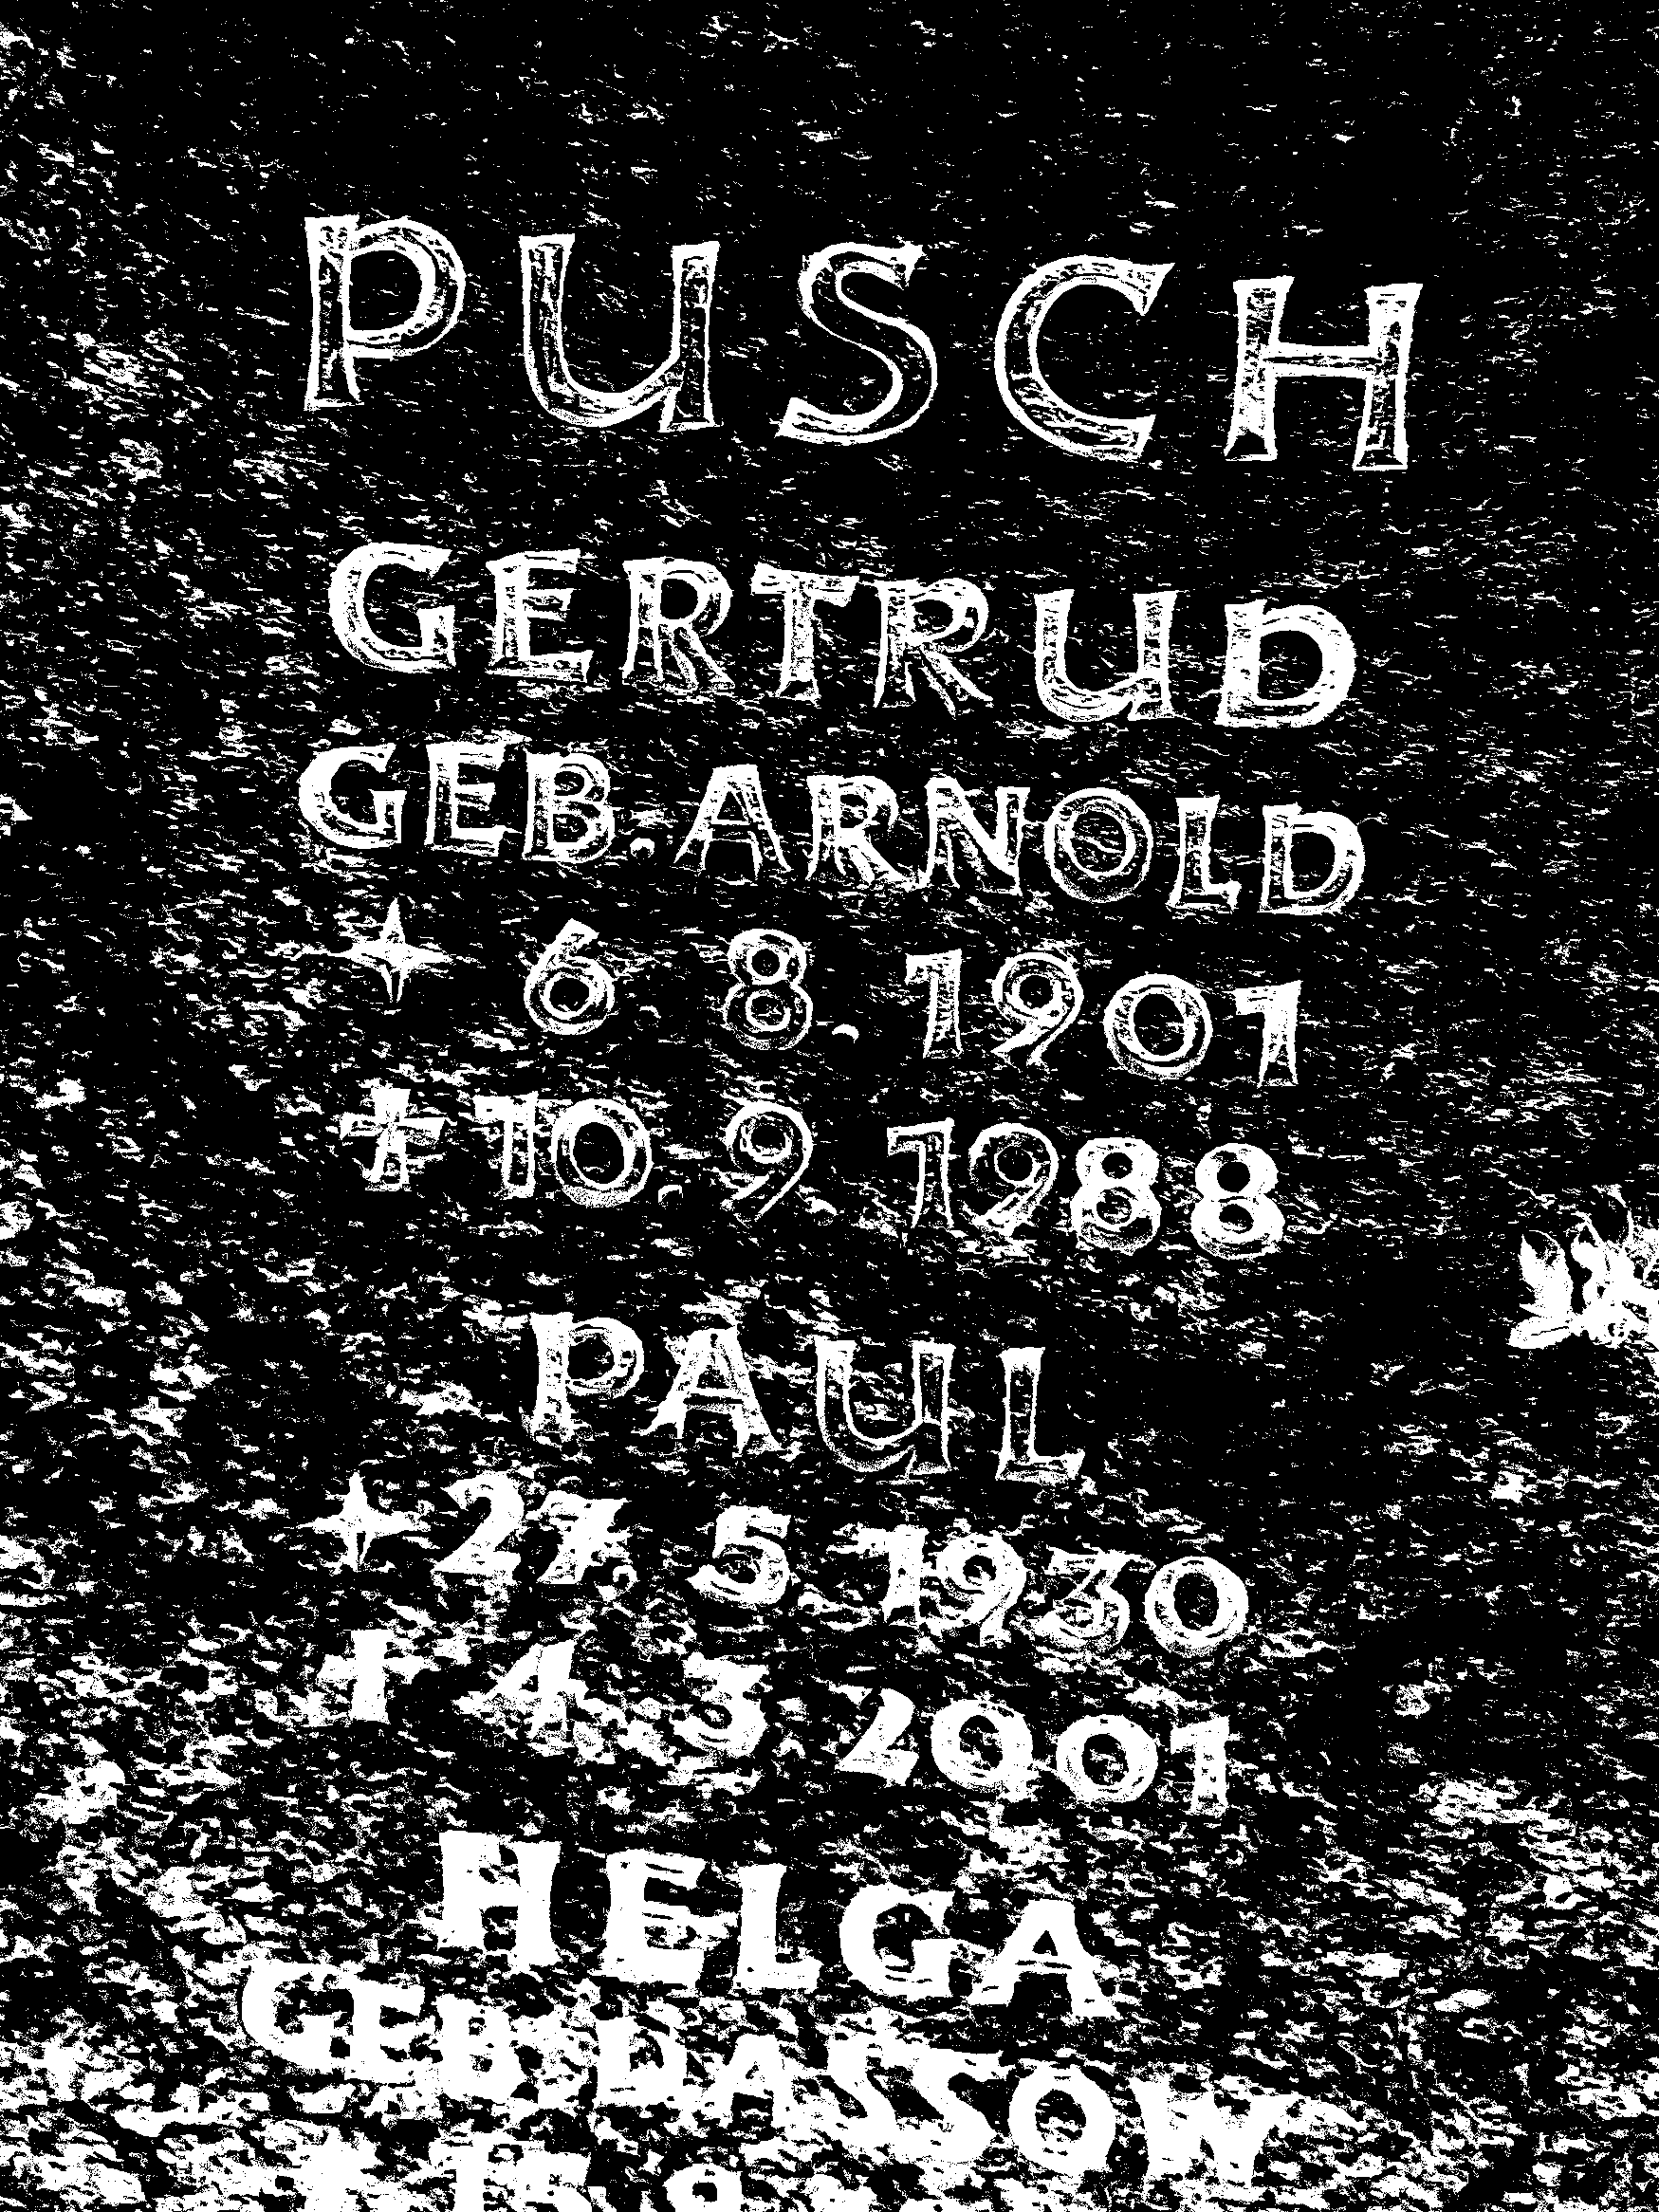 PUSCH
GERTRUD
GEB. ARNOLD
✦ 6. 8. 1901
✝ 10. 9. 1988
PAUL
✦ 27. 5. 1930
✝ 4. 3. 2001
HELGA
GEB. DASSOW